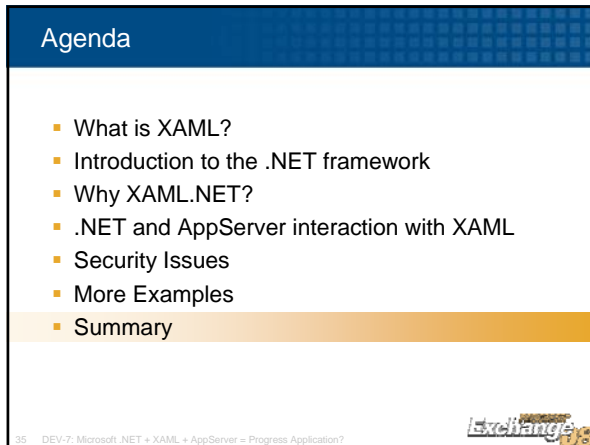 Agenda
What is XAML?
Introduction to the .NET framework
Why XAML.NET?
.NET and AppServer interaction with XAML
Security Issues
More Examples
Summary
35 DEV-7: Microsoft .NET + XAML + AppServer = Progress Application?
PROGRESS
Exchange